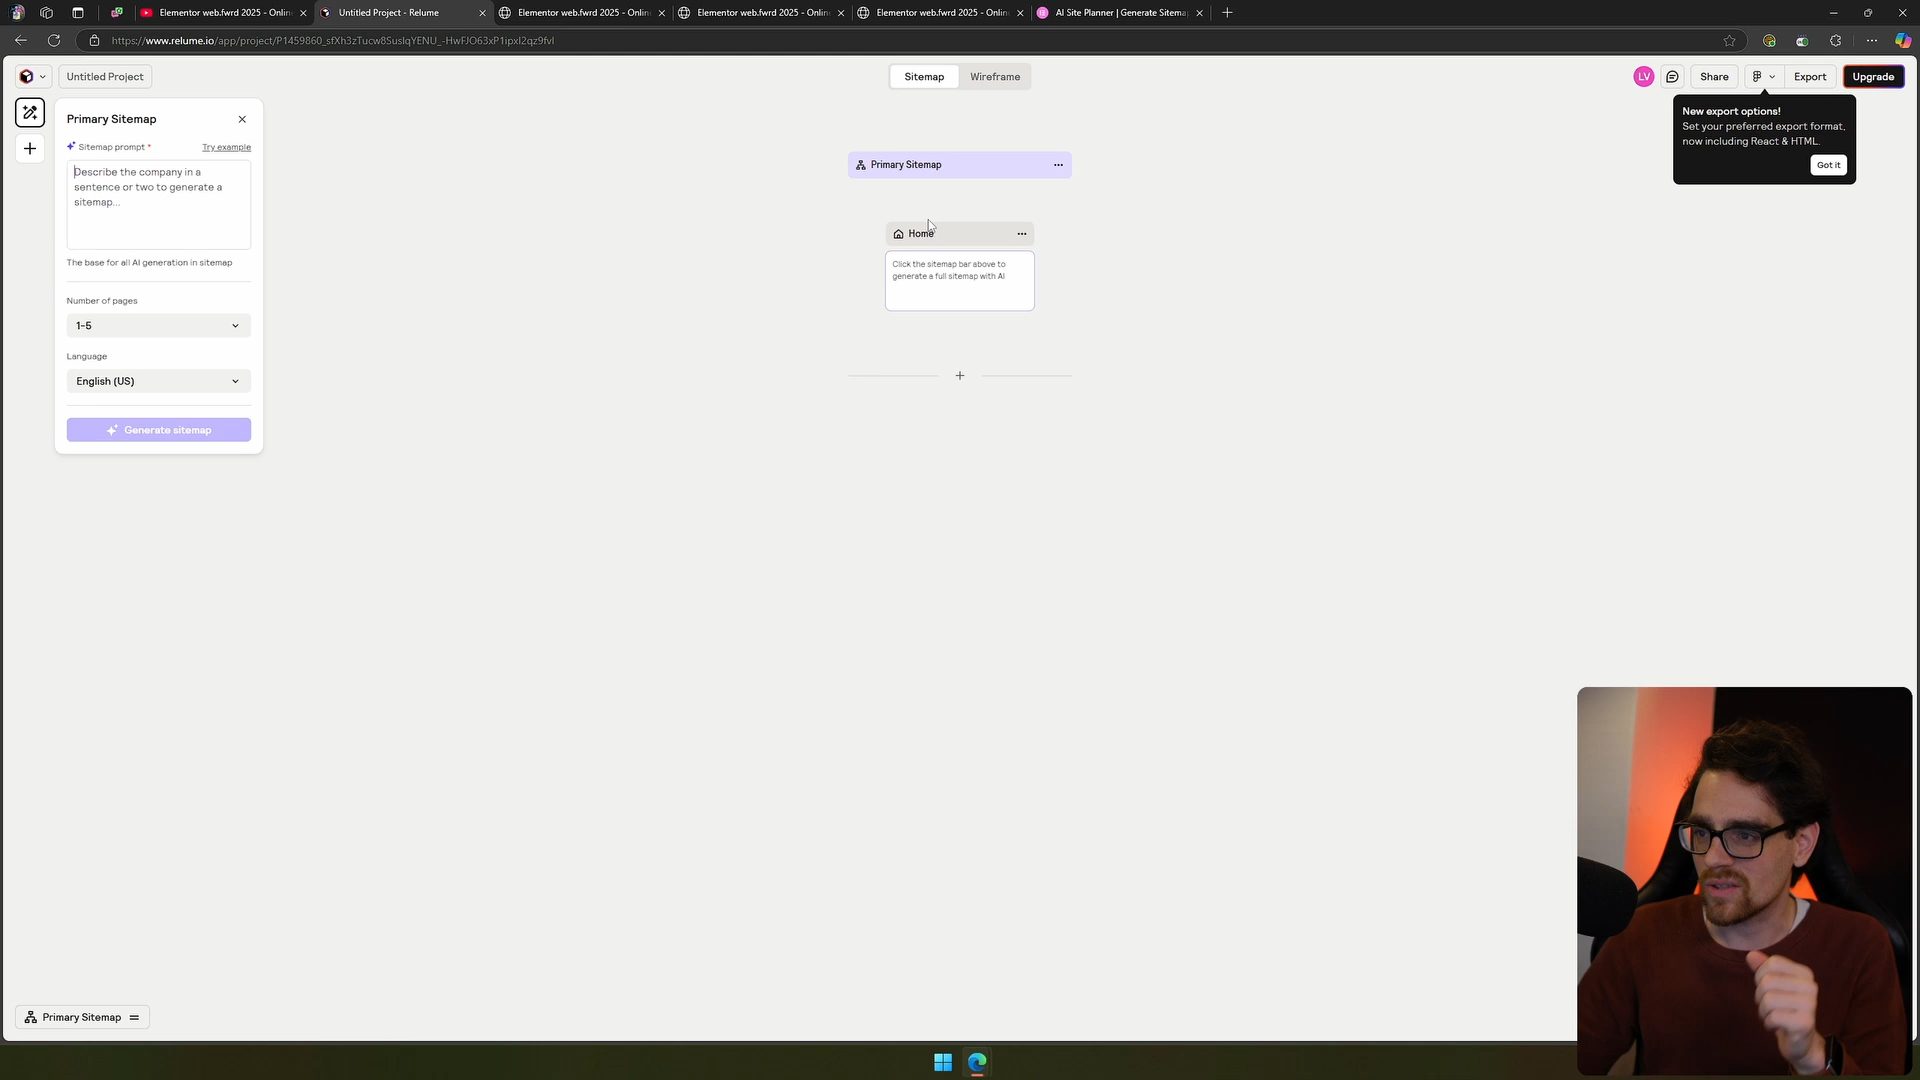 Elementor web.fwrd 2025 - Onlin
Untitled Project - Relume
Elementor web.fwrd 2025 - Onlin
Elementor web.fwrd 2025 - Onlin
Elementor web.fwrd 2025 - Onlin
AI Site Planner | Generate Sitema
https://www.relume.io/app/project/P1459860_sfXh3zTucw8SusIqYENU_-HwFJO63xP1ipxI2qz9fvI
Untitled Project
Sitemap
Wireframe
LV
Share
Export
Upgrade
New export options!
Set your preferred export format,
now including React & HTML.
Got it
Primary Sitemap
Sitemap prompt *
Try example
Describe the company in a
sentence or two to generate a
sitemap...
The base for all AI generation in sitemap
Number of pages
1-5
Language
English (US)
Generate sitemap
Primary Sitemap
Home
Click the sitemap bar above to
generate a full sitemap with AI
Primary Sitemap